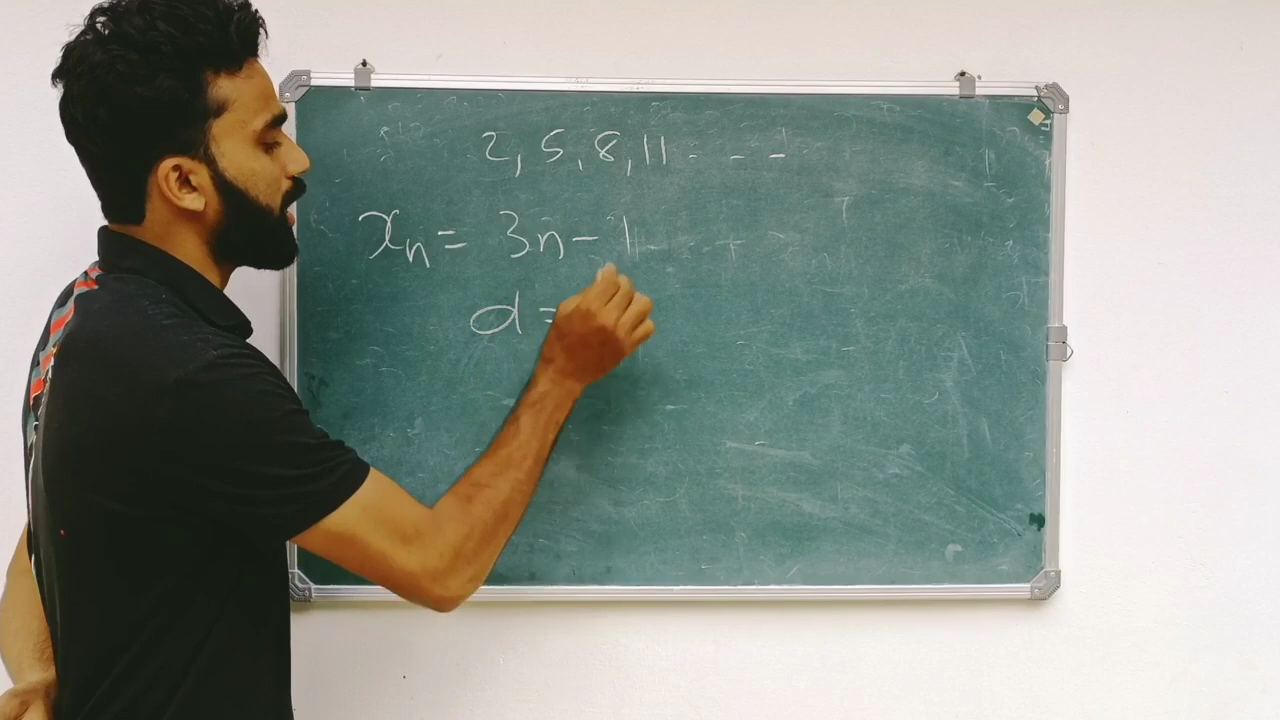 2, 5, 8, 11 - - -
xn = 3n - 1
d =